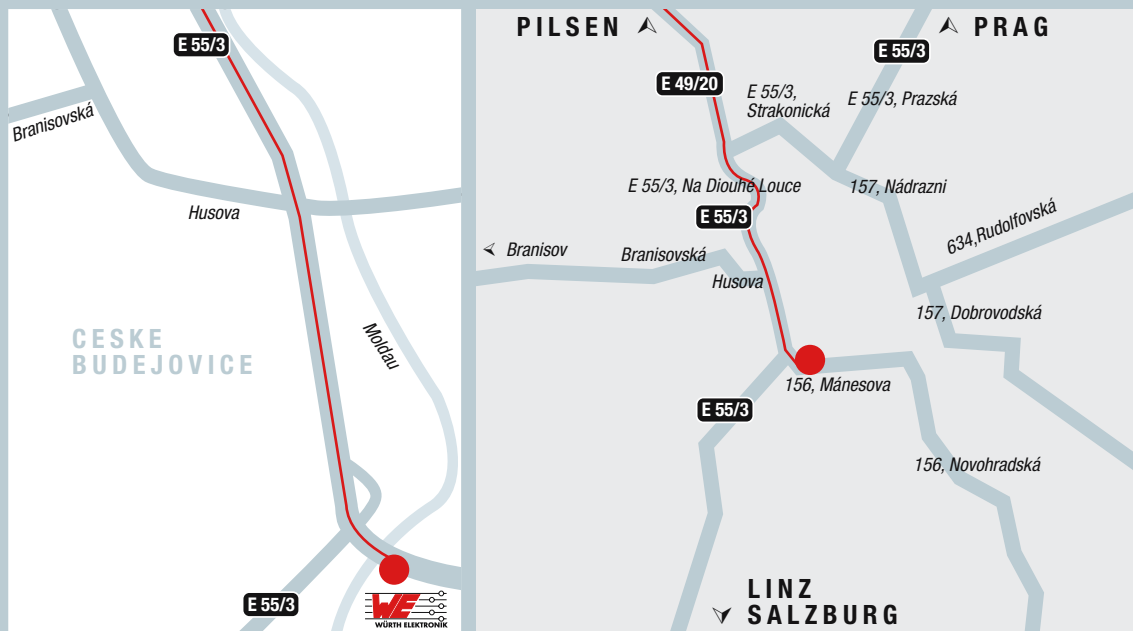 E 55/3
Branisovská
Husova
CESKE
BUDEJOVICE
Moldau
E 55/3
WE
WÜRTH ELEKTRONIK
PILSEN
PRAG
E 55/3
E 49/20
E 55/3,
Strakonická
E 55/3, Prazská
E 55/3, Na Diouhé Louce
157, Nádrazni
E 55/3
634,Rudolfovská
Branisov
Branisovská
Husova
157, Dobrovodská
156, Mánesova
E 55/3
156, Novohradská
LINZ
SALZBURG